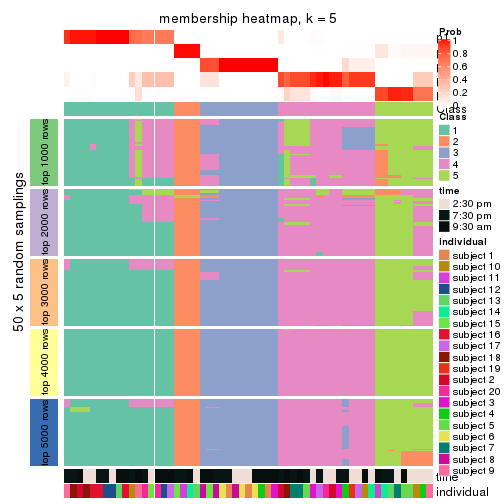 membership heatmap, k = 5
Prob
1
0.8
0.6
0.4
0.2
0
Class
Class
1
2
3
4
5
time
2:30 pm
7:30 pm
9:30 am
individual
subject 1
subject 10
subject 11
subject 12
subject 13
subject 14
subject 15
subject 16
subject 17
subject 18
subject 19
subject 2
subject 20
subject 3
subject 4
subject 5
subject 6
subject 7
subject 8
subject 9
50 x 5 random samplings
top 1000 rows
top 2000 rows
top 3000 rows
top 4000 rows
top 5000 rows
time
individual